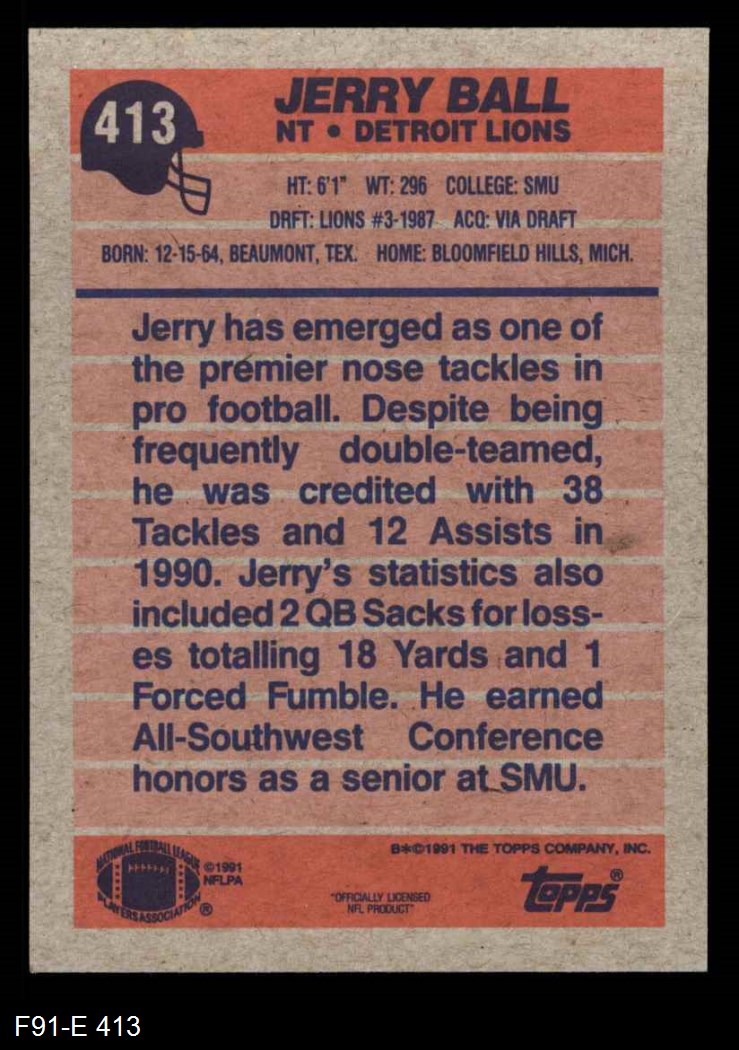 413
JERRY BALL
NT • DETROIT LIONS
HT: 6'1" WT: 296 COLLEGE: SMU
DRFT: LIONS #3-1987 ACQ: VIA DRAFT
BORN: 12-15-64, BEAUMONT, TEX. HOME: BLOOMFIELD HILLS, MICH.
Jerry has emerged as one of
the premier nose tackles in
pro football. Despite being
frequently double-teamed,
he was credited with 38
Tackles and 12 Assists in
1990. Jerry's statistics also
included 2 QB Sacks for loss-
es totalling 18 Yards and 1
Forced Fumble. He earned
All-Southwest Conference
honors as a senior at SMU.
NATIONAL FOOTBALL LEAGUE
PLAYERS ASSOCIATION ®
©1991
NFLPA
"OFFICIALLY LICENSED
NFL PRODUCT"
B*©1991 THE TOPPS COMPANY, INC.
topps®
F91-E 413